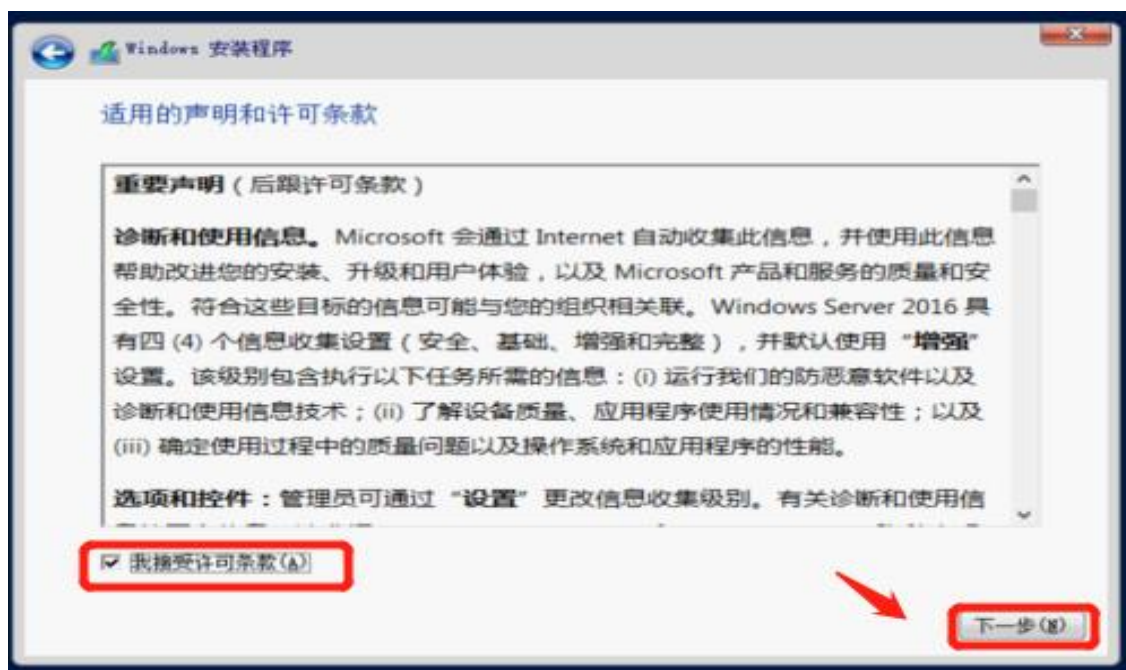 Windows 安装程序
适用的声明和许可条款
重要声明（后跟许可条款）
诊断和使用信息。Microsoft 会通过 Internet 自动收集此信息，并使用此信息
帮助改进您的安装、升级和用户体验，以及 Microsoft 产品和服务的质量和安
全性。符合这些目标的信息可能与您的组织相关联。Windows Server 2016 具
有四 (4) 个信息收集设置（安全、基础、增强和完整），并默认使用“增强”
设置。该级别包含执行以下任务所需的信息：(i) 运行我们的防恶意软件以及
诊断和使用信息技术；(ii) 了解设备质量、应用程序使用情况和兼容性；以及
(iii) 确定使用过程中的质量问题以及操作系统和应用程序的性能。
选项和控件：管理员可通过“设置”更改信息收集级别。有关诊断和使用信
我接受许可条款(A)
下一步(N)